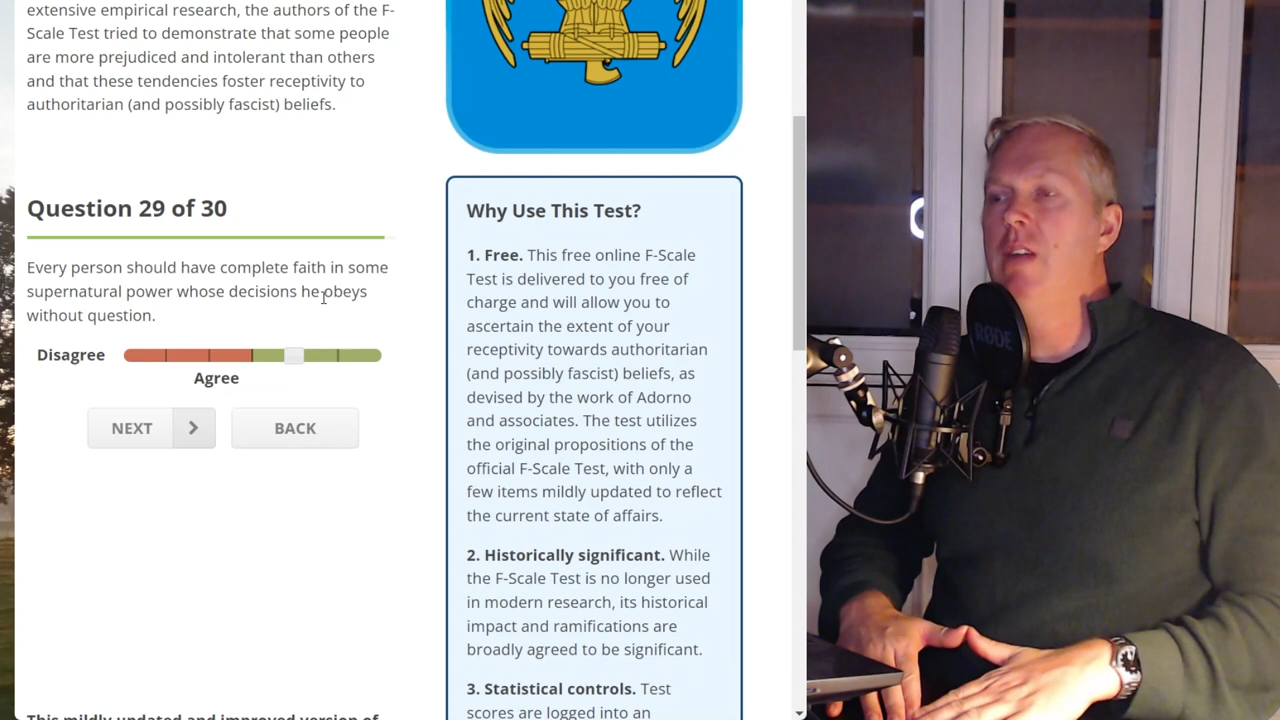 extensive empirical research, the authors of the F-
Scale Test tried to demonstrate that some people
are more prejudiced and intolerant than others
and that these tendencies foster receptivity to
authoritarian (and possibly fascist) beliefs.
Question 29 of 30
Every person should have complete faith in some
supernatural power whose decisions he obeys
without question.
Disagree
Agree
NEXT
BACK
This mildly updated and improved version of
Why Use This Test?
1. Free. This free online F-Scale
Test is delivered to you free of
charge and will allow you to
ascertain the extent of your
receptivity towards authoritarian
(and possibly fascist) beliefs, as
devised by the work of Adorno
and associates. The test utilizes
the original propositions of the
official F-Scale Test, with only a
few items mildly updated to reflect
the current state of affairs.
2. Historically significant. While
the F-Scale Test is no longer used
in modern research, its historical
impact and ramifications are
broadly agreed to be significant.
3. Statistical controls. Test
scores are logged into an
RØDE